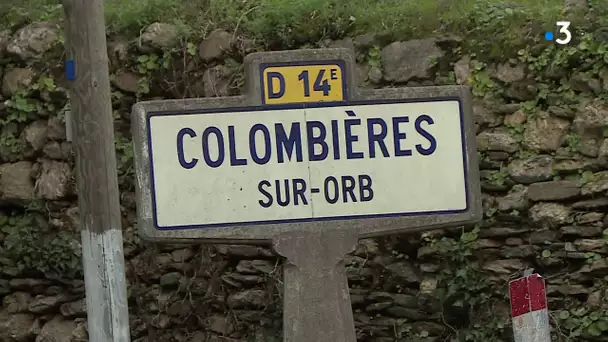 3
D 14E
COLOMBIÈRES
SUR-ORB